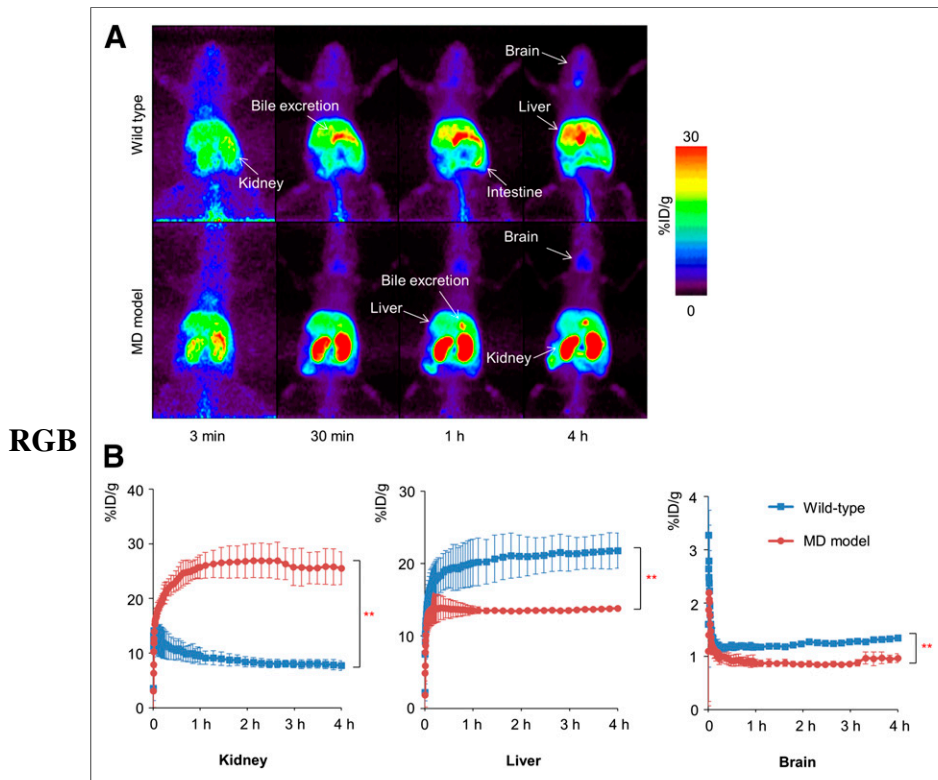 A
Wild type
Brain
Bile excretion
Liver
Kidney
Intestine
30
%ID/g
0
MD model
Brain
Bile excretion
Liver
Kidney
3 min 30 min 1 h 4 h
RGB
B
%ID/g
40
30
20
10
0
0 1 h 2 h 3 h 4 h
**
Kidney
%ID/g
30
20
10
0
0 1 h 2 h 3 h 4 h
**
Liver
%ID/g
4
3
2
1
0
0 1 h 2 h 3 h 4 h
Wild-type
MD model
**
Brain